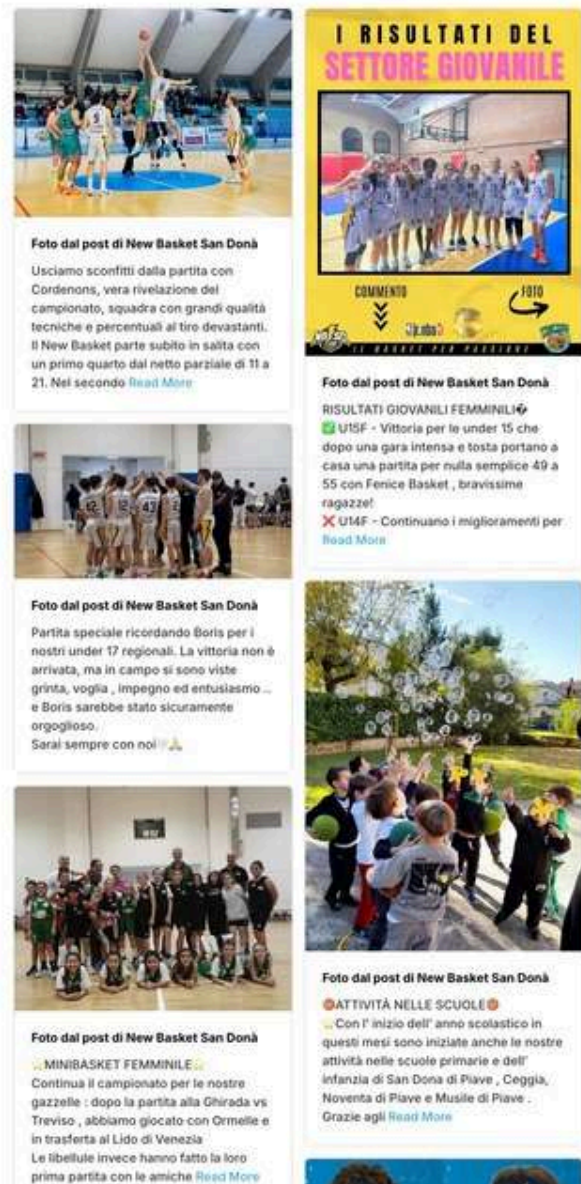 Foto dal post di New Basket San Donà
Usciamo sconfitti dalla partita con
Cordenons, vera rivelazione del
campionato, squadra con grandi qualità
tecniche e percentuali al tiro devastanti.
Il New Basket parte subito in salita con
un primo quarto dal netto parziale di 11 a
21. Nel secondo Read More
12
12
43
2
Foto dal post di New Basket San Donà
Partita speciale ricordando Boris per i
nostri under 17 regionali. La vittoria non è
arrivata, ma in campo si sono viste
grinta, voglia , impegno ed entusiasmo ...
e Boris sarebbe stato sicuramente
orgoglioso.
Sarai sempre con noi🤍🙏
Foto dal post di New Basket San Donà
MINIBASKET FEMMINILE
Continua il campionato per le nostre
gazzelle : dopo la partita alla Ghirada vs
Treviso , abbiamo giocato con Ormelle e
in trasferta al Lido di Venezia
Le libellule invece hanno fatto la loro
prima partita con le amiche Read More
I RISULTATI DEL
SETTORE GIOVANILE
COMMENTO
FOTO
Jr.nba
IL BASKET PER PASSIONE
Foto dal post di New Basket San Donà
RISULTATI GIOVANILI FEMMINILI�
✅ U15F - Vittoria per le under 15 che
dopo una gara intensa e tosta portano a
casa una partita per nulla semplice 49 a
55 con Fenice Basket , bravissime
ragazze!
❌ U14F - Continuano i miglioramenti per
Read More
Foto dal post di New Basket San Donà
🏀ATTIVITÀ NELLE SCUOLE🏀
Con l' inizio dell' anno scolastico in
questi mesi sono iniziate anche le nostre
attività nelle scuole primarie e dell'
infanzia di San Dona di Piave , Ceggia,
Noventa di Piave e Musile di Piave .
Grazie agli Read More